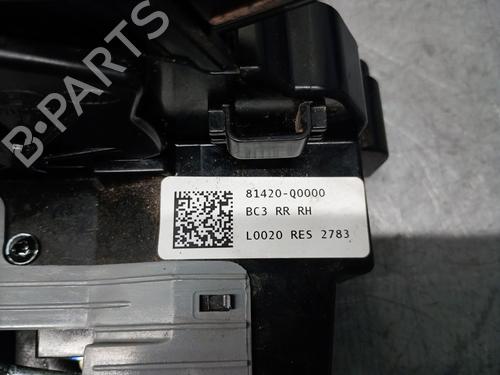 B-PARTS
81420-Q0000
BC3 RR RH
L0020 RES 2783